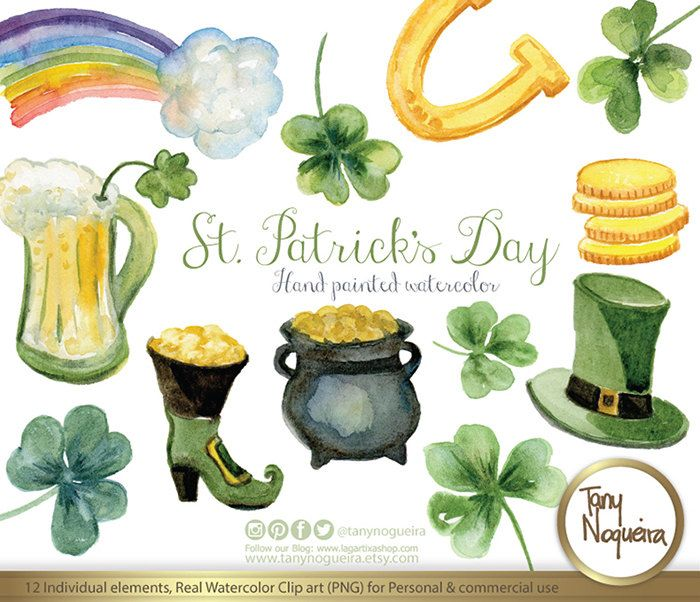 St. Patrick's Day
Hand painted watercolor
@tanynogueira
Follow our Blog: www.lagartixashop.com
www.tanynogueira.etsy.com
Tany
Nogueira
12 Individual elements, Real Watercolor Clip art (PNG) for Personal & commercial use